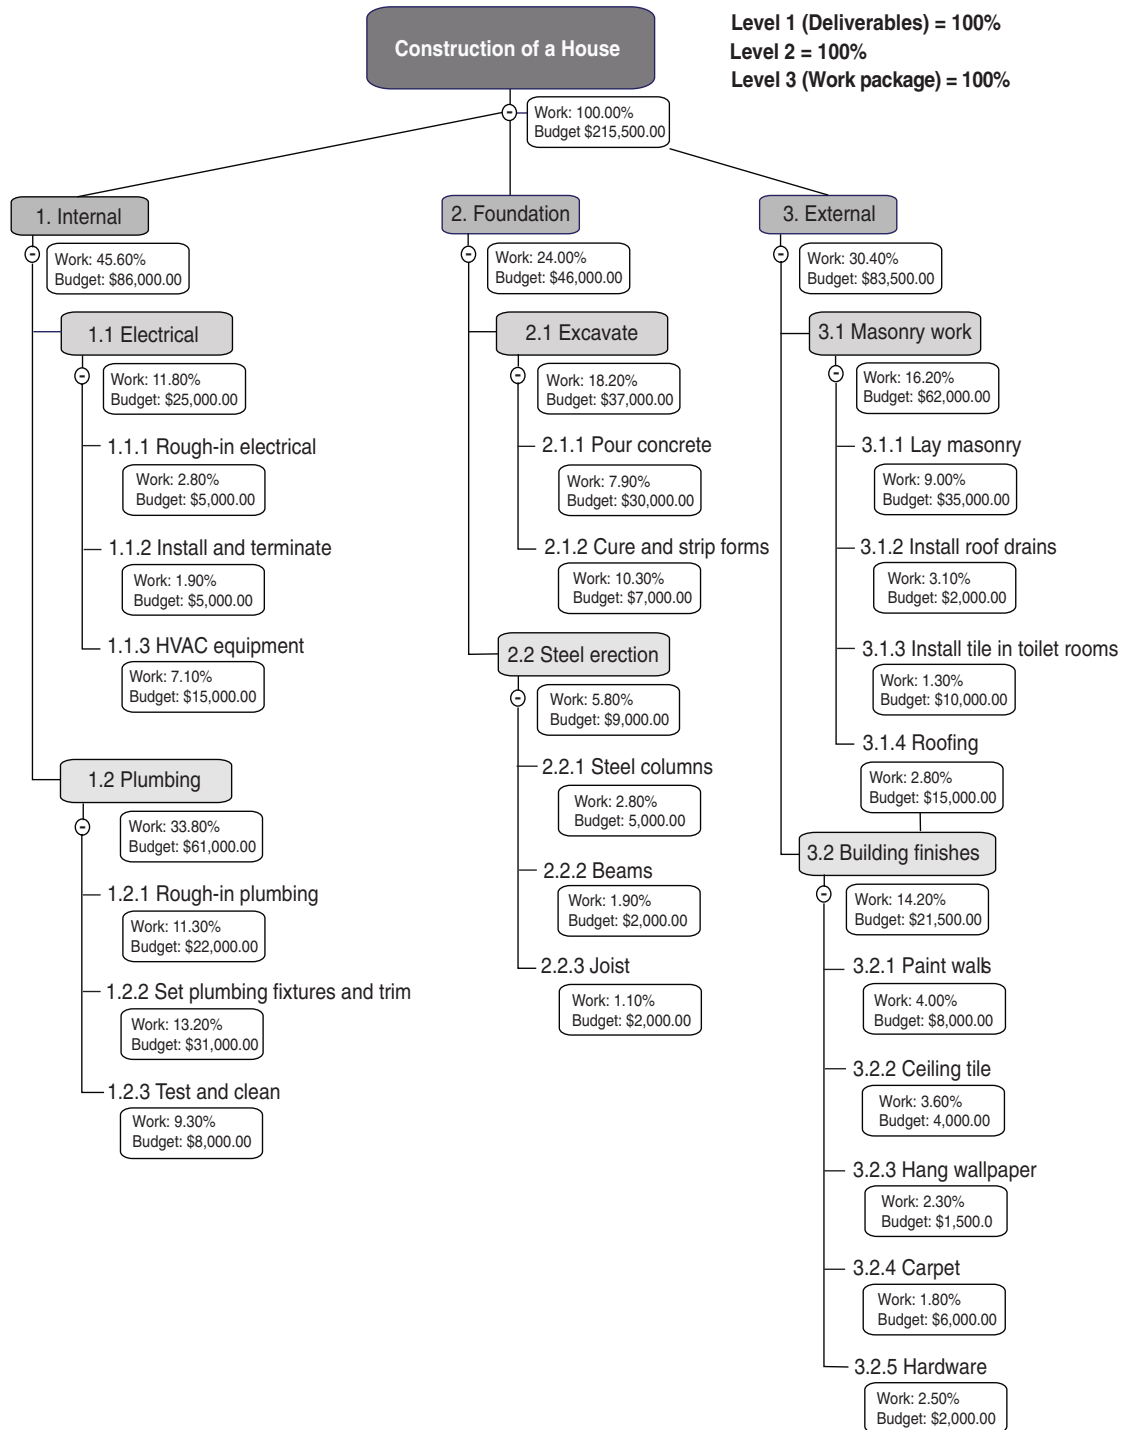 Construction of a House
Level 1 (Deliverables) = 100%
Level 2 = 100%
Level 3 (Work package) = 100%
Work: 100.00%
Budget $215,500.00
1. Internal
Work: 45.60%
Budget: $86,000.00
1.1 Electrical
Work: 11.80%
Budget: $25,000.00
1.1.1 Rough-in electrical
Work: 2.80%
Budget: $5,000.00
1.1.2 Install and terminate
Work: 1.90%
Budget: $5,000.00
1.1.3 HVAC equipment
Work: 7.10%
Budget: $15,000.00
1.2 Plumbing
Work: 33.80%
Budget: $61,000.00
1.2.1 Rough-in plumbing
Work: 11.30%
Budget: $22,000.00
1.2.2 Set plumbing fixtures and trim
Work: 13.20%
Budget: $31,000.00
1.2.3 Test and clean
Work: 9.30%
Budget: $8,000.00
2. Foundation
Work: 24.00%
Budget: $46,000.00
2.1 Excavate
Work: 18.20%
Budget: $37,000.00
2.1.1 Pour concrete
Work: 7.90%
Budget: $30,000.00
2.1.2 Cure and strip forms
Work: 10.30%
Budget: $7,000.00
2.2 Steel erection
Work: 5.80%
Budget: $9,000.00
2.2.1 Steel columns
Work: 2.80%
Budget: 5,000.00
2.2.2 Beams
Work: 1.90%
Budget: $2,000.00
2.2.3 Joist
Work: 1.10%
Budget: $2,000.00
3. External
Work: 30.40%
Budget: $83,500.00
3.1 Masonry work
Work: 16.20%
Budget: $62,000.00
3.1.1 Lay masonry
Work: 9.00%
Budget: $35,000.00
3.1.2 Install roof drains
Work: 3.10%
Budget: $2,000.00
3.1.3 Install tile in toilet rooms
Work: 1.30%
Budget: $10,000.00
3.1.4 Roofing
Work: 2.80%
Budget: $15,000.00
3.2 Building finishes
Work: 14.20%
Budget: $21,500.00
3.2.1 Paint walls
Work: 4.00%
Budget: $8,000.00
3.2.2 Ceiling tile
Work: 3.60%
Budget: 4,000.00
3.2.3 Hang wallpaper
Work: 2.30%
Budget: $1,500.0
3.2.4 Carpet
Work: 1.80%
Budget: $6,000.00
3.2.5 Hardware
Work: 2.50%
Budget: $2,000.00